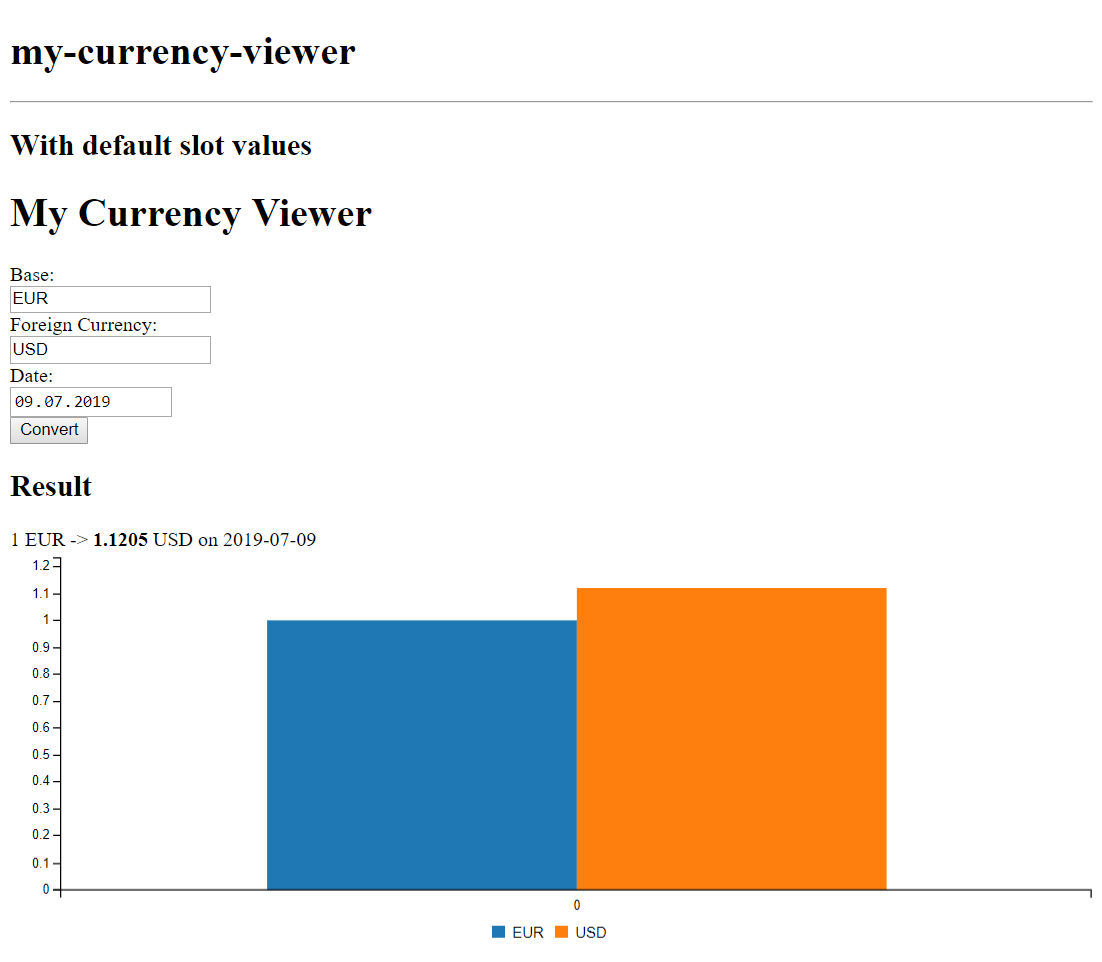 my-currency-viewer
With default slot values
My Currency Viewer
Base:
EUR
Foreign Currency:
USD
Date:
09.07.2019
Convert
Result
1 EUR -> 1.1205 USD on 2019-07-09
1.2
1.1
1
0.9
0.8
0.7
0.6
0.5
0.4
0.3
0.2
0.1
0
0
EUR USD